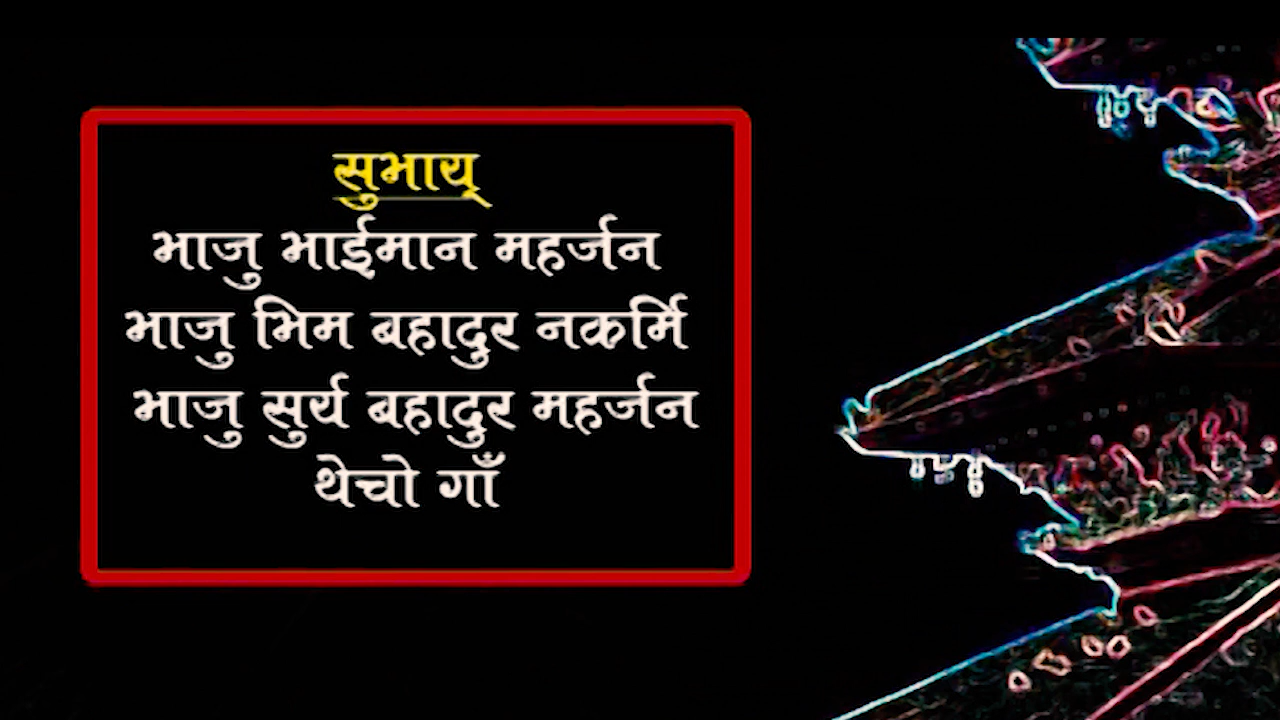 सुभाय्
भाजु भाईमान महर्जन
भाजु भिम बहादुर नकर्मि
भाजु सुर्य बहादुर महर्जन
थेचो गाँ